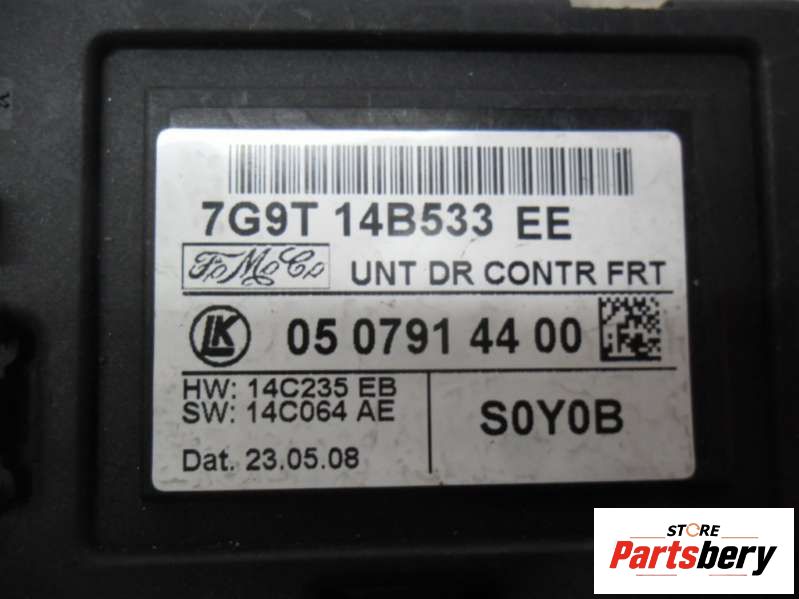 7G9T 14B533 EE
FoMoCo UNT DR CONTR FRT
LK 05 0791 44 00
HW: 14C235 EB
SW: 14C064 AE
S0Y0B
Dat. 23.05.08
STORE
Partsbery